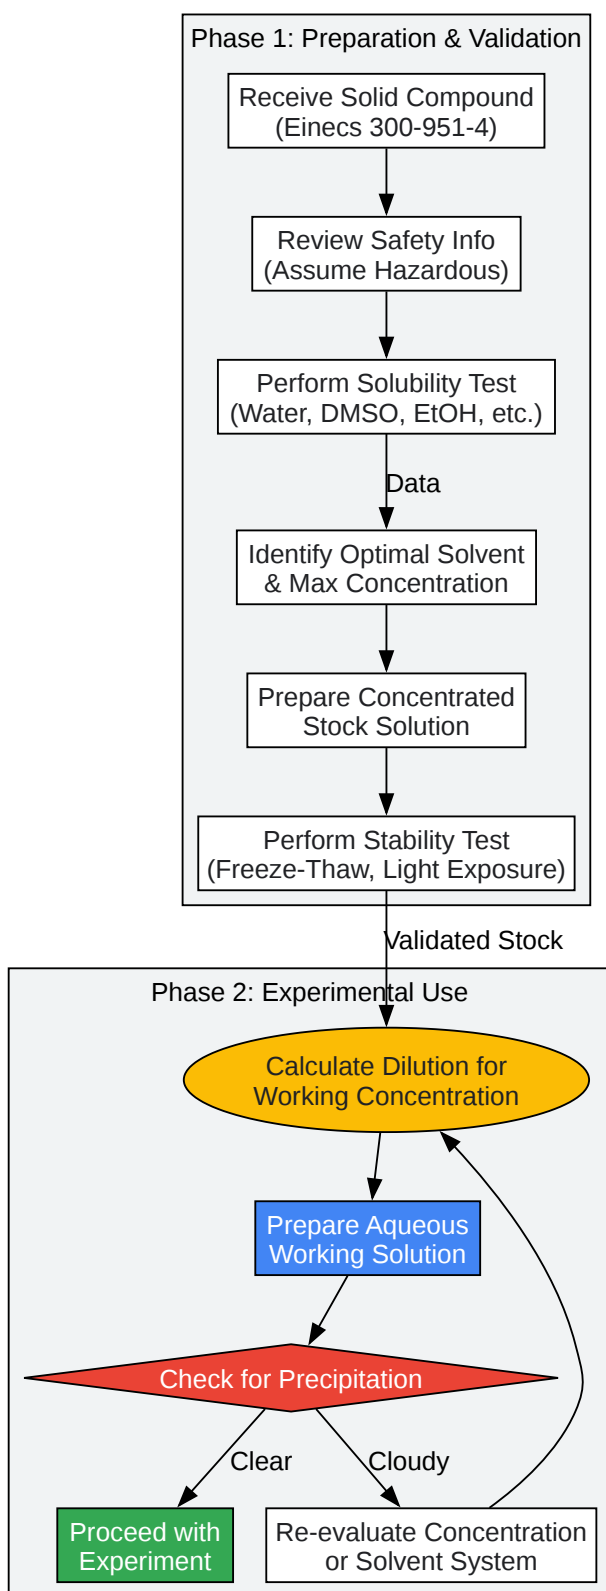 Phase 1: Preparation & Validation
Receive Solid Compound
(Einecs 300-951-4)
Review Safety Info
(Assume Hazardous)
Perform Solubility Test
(Water, DMSO, EtOH, etc.)
Data
Identify Optimal Solvent
& Max Concentration
Prepare Concentrated
Stock Solution
Perform Stability Test
(Freeze-Thaw, Light Exposure)
Validated Stock
Phase 2: Experimental Use
Calculate Dilution for
Working Concentration
Prepare Aqueous
Working Solution
Check for Precipitation
Clear
Cloudy
Proceed with
Experiment
Re-evaluate Concentration
or Solvent System